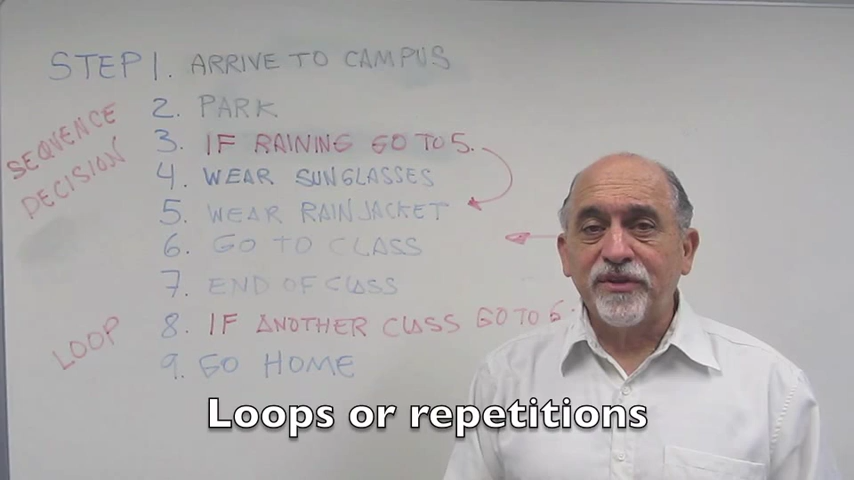 STEP 1. ARRIVE TO CAMPUS
SEQUENCE
2. PARK
DECISION
3. IF RAINING GO TO 5.
4. WEAR SUNGLASSES
5. WEAR RAINJACKET
6. GO TO CLASS
7. END OF CLASS
LOOP
8. IF ANOTHER CLASS GO TO 6.
9. GO HOME
Loops or repetitions